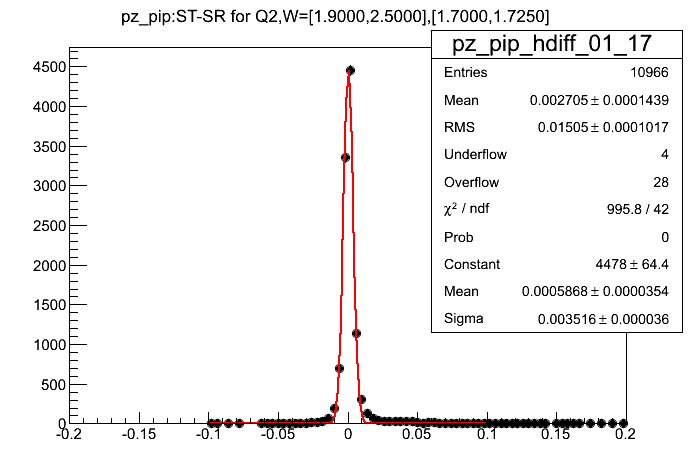 pz_pip:ST-SR for Q2,W=[1.9000,2.5000],[1.7000,1.7250]
pz_pip_hdiff_01_17
Entries 10966
Mean 0.002705 ± 0.0001439
RMS 0.01505 ± 0.0001017
Underflow 4
Overflow 28
χ² / ndf 995.8 / 42
Prob 0
Constant 4478 ± 64.4
Mean 0.0005868 ± 0.0000354
Sigma 0.003516 ± 0.000036
4500
4000
3500
3000
2500
2000
1500
1000
500
0
-0.2 -0.15 -0.1 -0.05 0 0.05 0.1 0.15 0.2